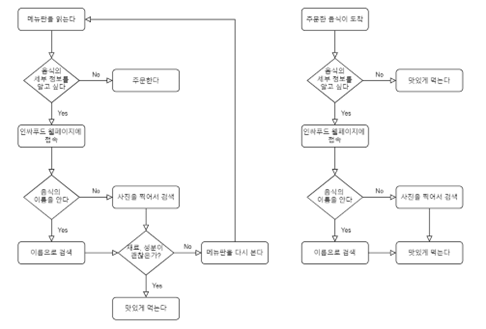 메뉴판을 읽는다
음식의
세부 정보를
알고 싶다
No
주문한다
Yes
인싸푸드 웹페이지에
접속
음식의
이름을 안다
No
사진을 찍어서 검색
Yes
이름으로 검색
재료, 성분이
괜찮은가?
No
메뉴판을 다시 본다
Yes
맛있게 먹는다
주문한 음식이 도착
음식의
세부 정보를
알고 싶다
No
맛있게 먹는다
Yes
인싸푸드 웹페이지에
접속
음식의
이름을 안다
No
사진을 찍어서 검색
Yes
이름으로 검색
맛있게 먹는다